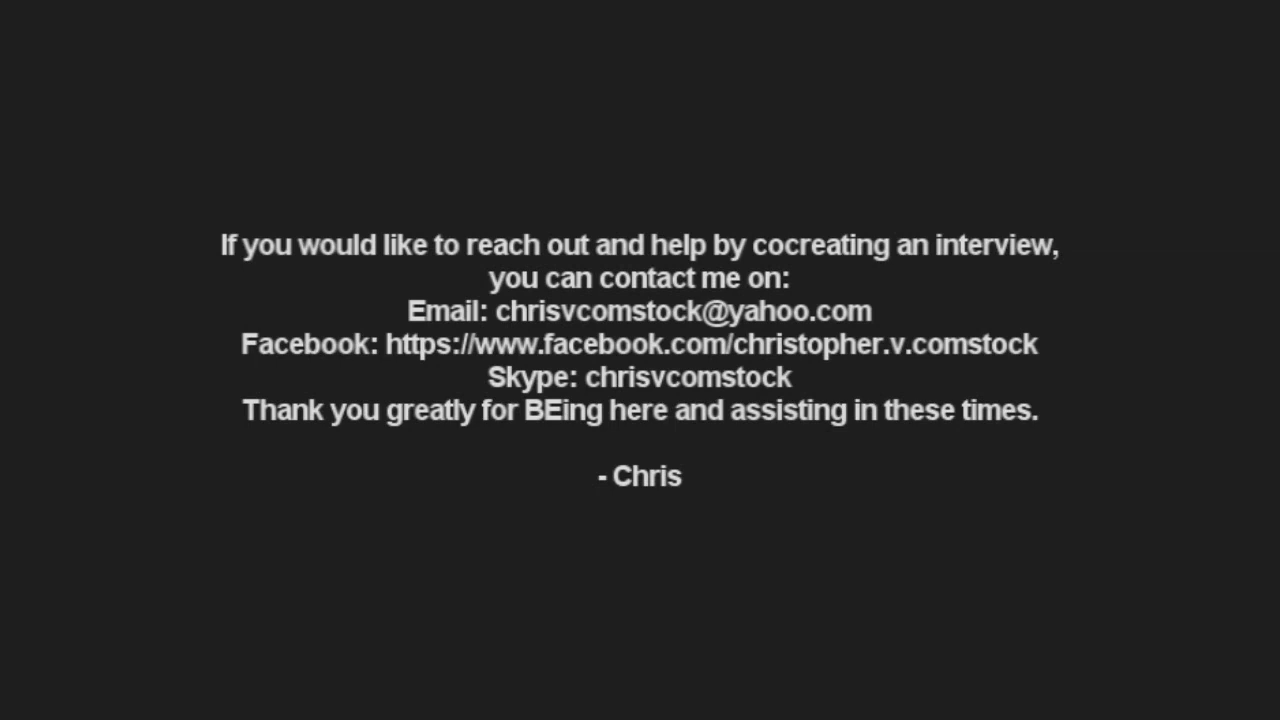 If you would like to reach out and help by cocreating an interview,
you can contact me on:
Email: chrisvcomstock@yahoo.com
Facebook: https://www.facebook.com/christopher.v.comstock
Skype: chrisvcomstock
Thank you greatly for BEing here and assisting in these times.
- Chris